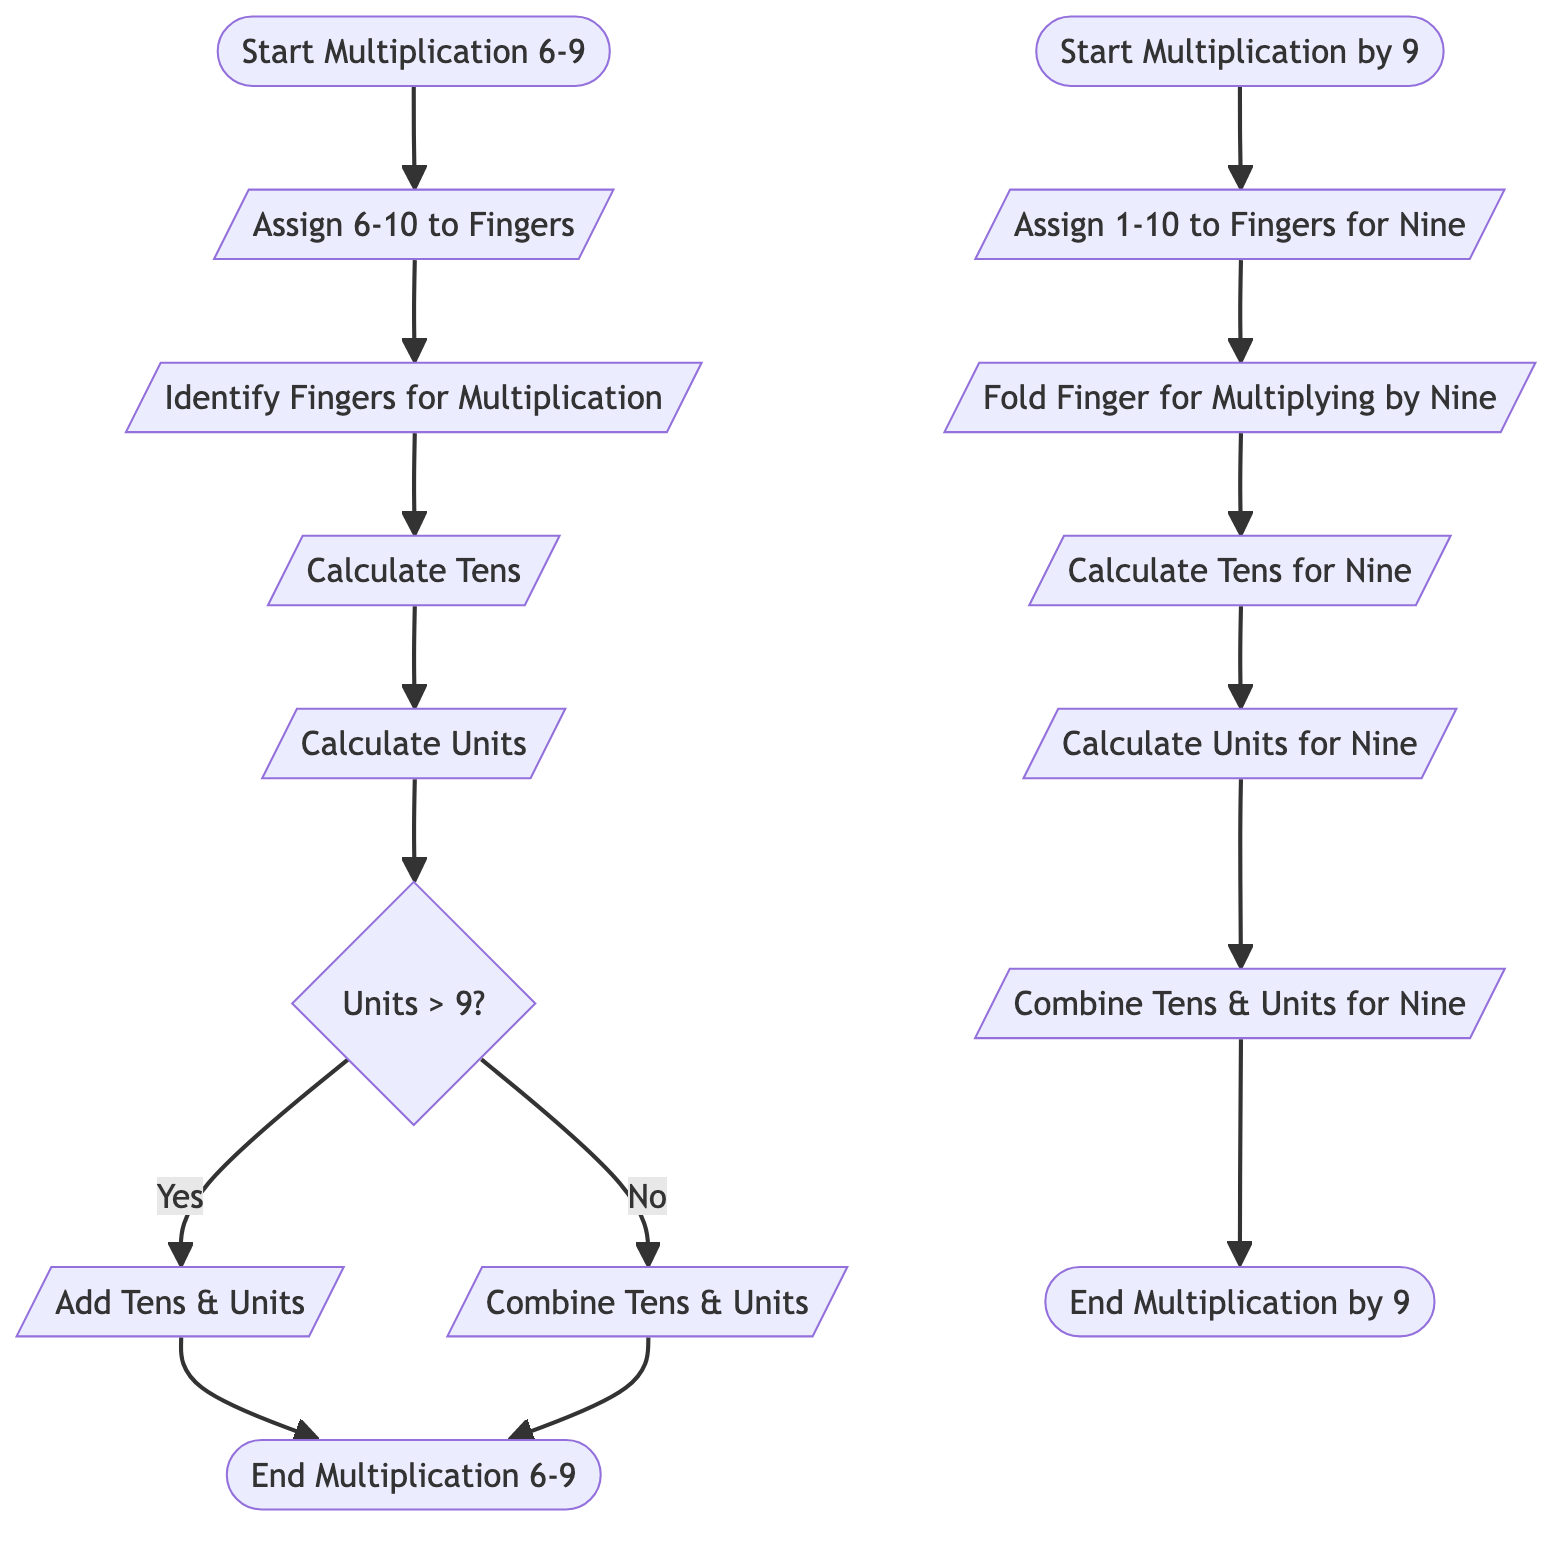 Start Multiplication 6-9
Assign 6-10 to Fingers
Identify Fingers for Multiplication
Calculate Tens
Calculate Units
Units > 9?
Yes
No
Add Tens & Units
Combine Tens & Units
End Multiplication 6-9
Start Multiplication by 9
Assign 1-10 to Fingers for Nine
Fold Finger for Multiplying by Nine
Calculate Tens for Nine
Calculate Units for Nine
Combine Tens & Units for Nine
End Multiplication by 9